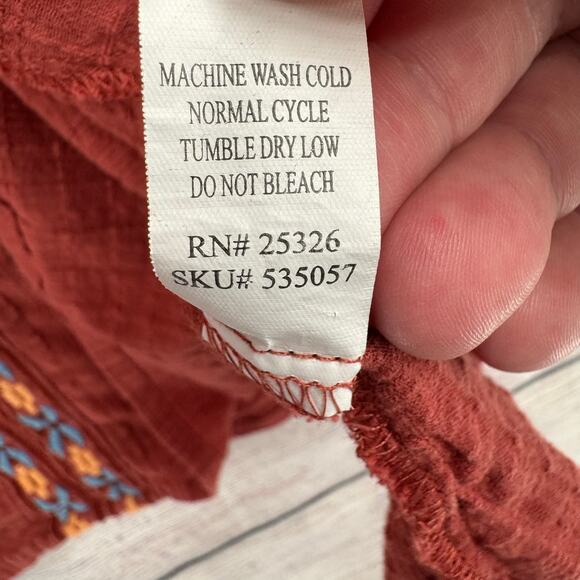 MACHINE WASH COLD
NORMAL CYCLE
TUMBLE DRY LOW
DO NOT BLEACH
RN# 25326
SKU# 535057